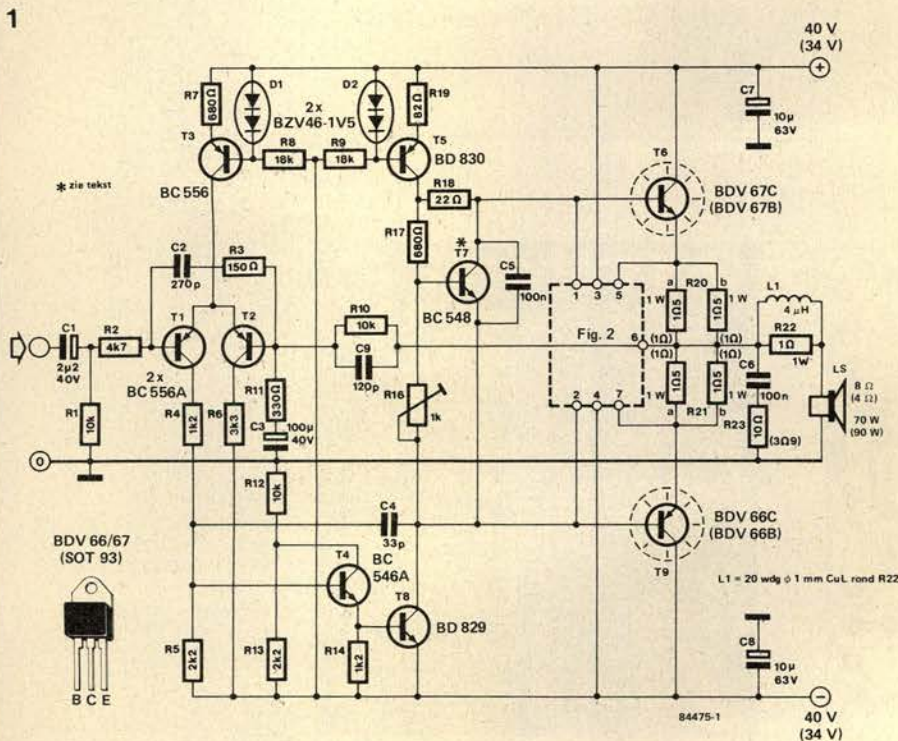 1
40 V
(34 V)
+
R7
680Ω
D1
D2
R19
82Ω
C7
10µ
63V
2 x
BZV46-1V5
T3
R8
18k
R9
18k
T5
BD 830
BC 556
* zie tekst
R18
22 Ω
T6
BDV 67C
(BDV 67B)
C2
270p
R3
150Ω
R17
680Ω
*
T7
C5
100n
BC 548
C1
2µ2
40V
R2
4k7
T1
T2
R10
10k
C9
120p
2 x
BC 556A
1
3
5
Fig. 2
6
2
4
7
1 W
a
R20
b
1 W
1Ω5
1Ω5
(1Ω)
(1Ω)
(1Ω)
(1Ω)
1 W
1Ω5
1Ω5
1 W
a
R21
b
L1
4 µH
R22
1Ω
1W
C6
100n
R23
10Ω
(3Ω9)
LS
8 Ω
(4 Ω)
70 W
(90 W)
R1
10k
R4
1k2
R6
3k3
R11
330Ω
C3
100µ
40V
R16
1k
0
R12
10k
C4
33p
BDV 66/67
(SOT 93)
B C E
T4
BC
546A
T8
BD 829
BDV 66C
(BDV 66B)
T9
L1 = 20 wdg ϕ 1 mm CuL rond R22
R5
2k2
R13
2k2
R14
1k2
C8
10µ
63V
84475-1
−
40 V
(34 V)